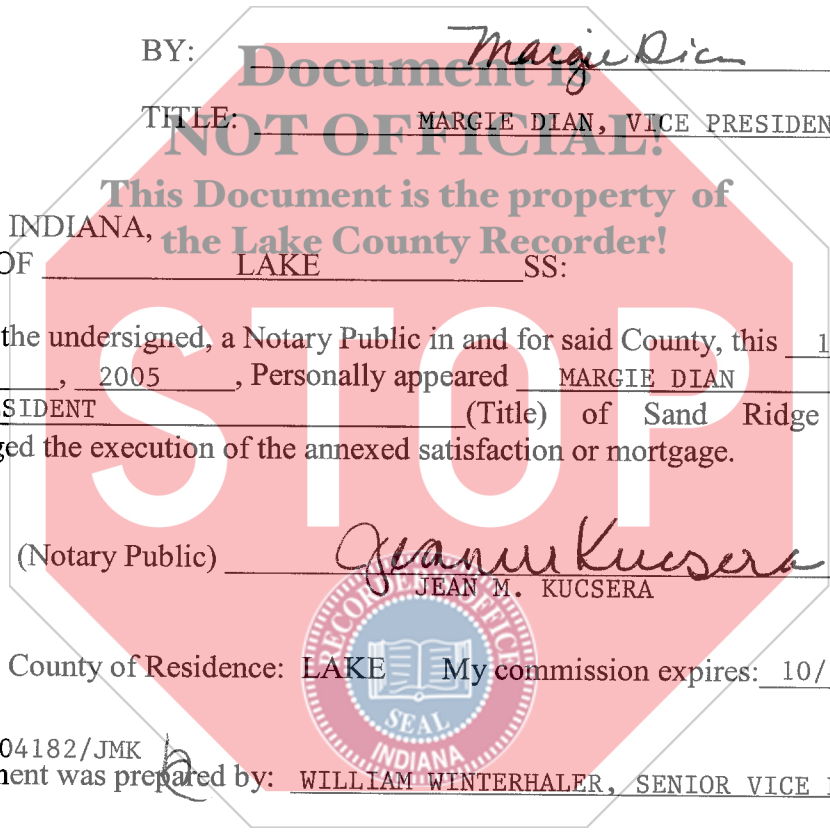 BY: Margie Dian
Document is
TITLE: MARGIE DIAN, VICE PRESIDEN
NOT OFFICIAL!
This Document is the property of
INDIANA,
the Lake County Recorder!
OF LAKE SS:
the undersigned, a Notary Public in and for said County, this 1
, 2005, Personally appeared MARGIE DIAN
SIDENT (Title) of Sand Ridge
ged the execution of the annexed satisfaction or mortgage.
STOP
(Notary Public) Jean M Kucsera
JEAN M. KUCSERA
RECORDER'S OFFICE
County of Residence: LAKE My commission expires: 10/
SEAL
INDIANA
04182/JMK
ment was prepared by: WILLIAM WINTERHALER, SENIOR VICE